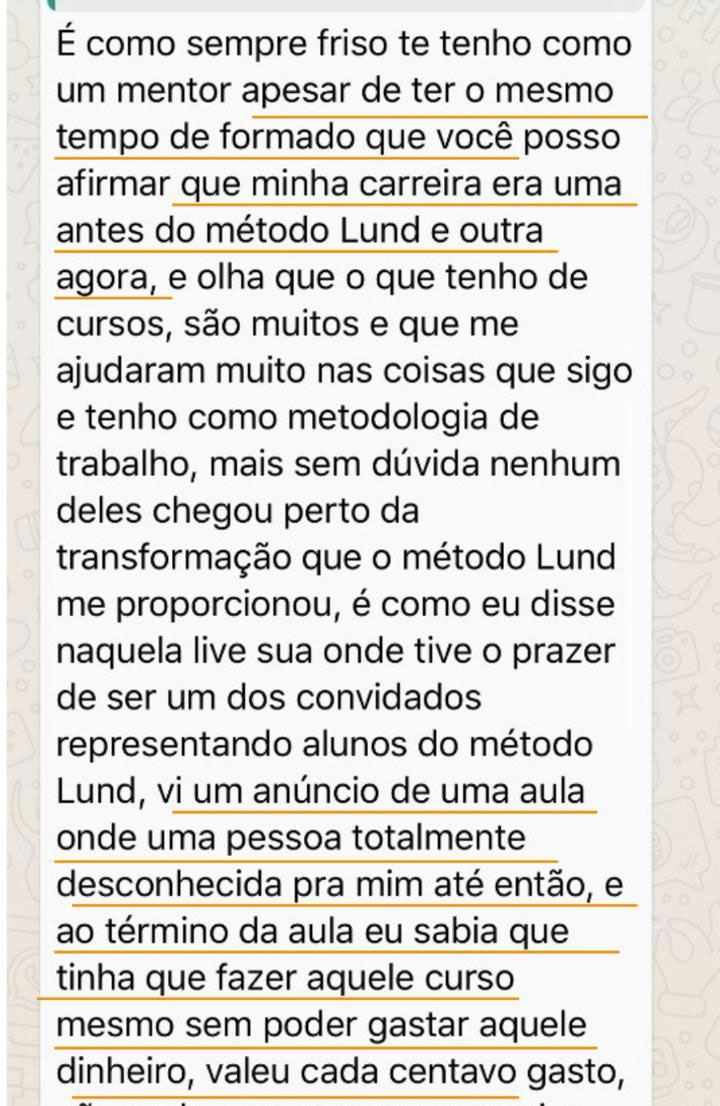 É como sempre friso te tenho como
um mentor apesar de ter o mesmo
tempo de formado que você posso
afirmar que minha carreira era uma
antes do método Lund e outra
agora, e olha que o que tenho de
cursos, são muitos e que me
ajudaram muito nas coisas que sigo
e tenho como metodologia de
trabalho, mais sem dúvida nenhum
deles chegou perto da
transformação que o método Lund
me proporcionou, é como eu disse
naquela live sua onde tive o prazer
de ser um dos convidados
representando alunos do método
Lund, vi um anúncio de uma aula
onde uma pessoa totalmente
desconhecida pra mim até então, e
ao término da aula eu sabia que
tinha que fazer aquele curso
mesmo sem poder gastar aquele
dinheiro, valeu cada centavo gasto,